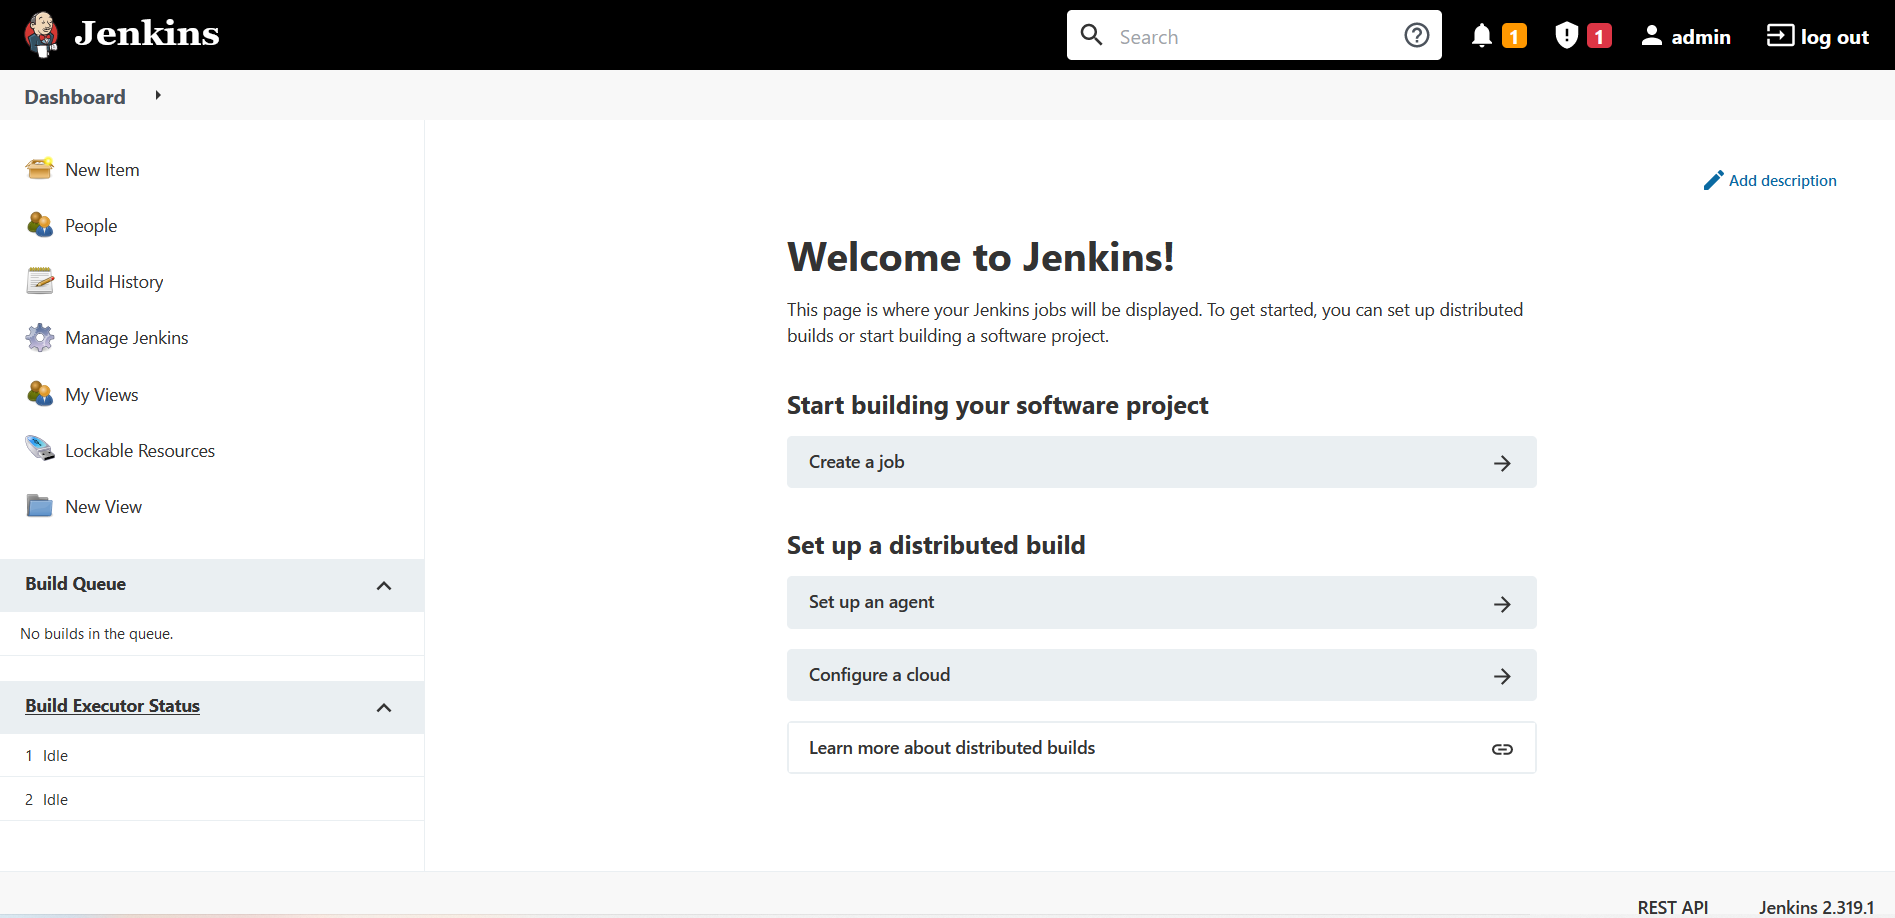 Jenkins
Search
1
1
admin
log out
Dashboard
New Item
People
Build History
Manage Jenkins
My Views
Lockable Resources
New View
Build Queue
No builds in the queue.
Build Executor Status
1 Idle
2 Idle
Add description
Welcome to Jenkins!
This page is where your Jenkins jobs will be displayed. To get started, you can set up distributed
builds or start building a software project.
Start building your software project
Create a job
Set up a distributed build
Set up an agent
Configure a cloud
Learn more about distributed builds
REST API
Jenkins 2.319.1